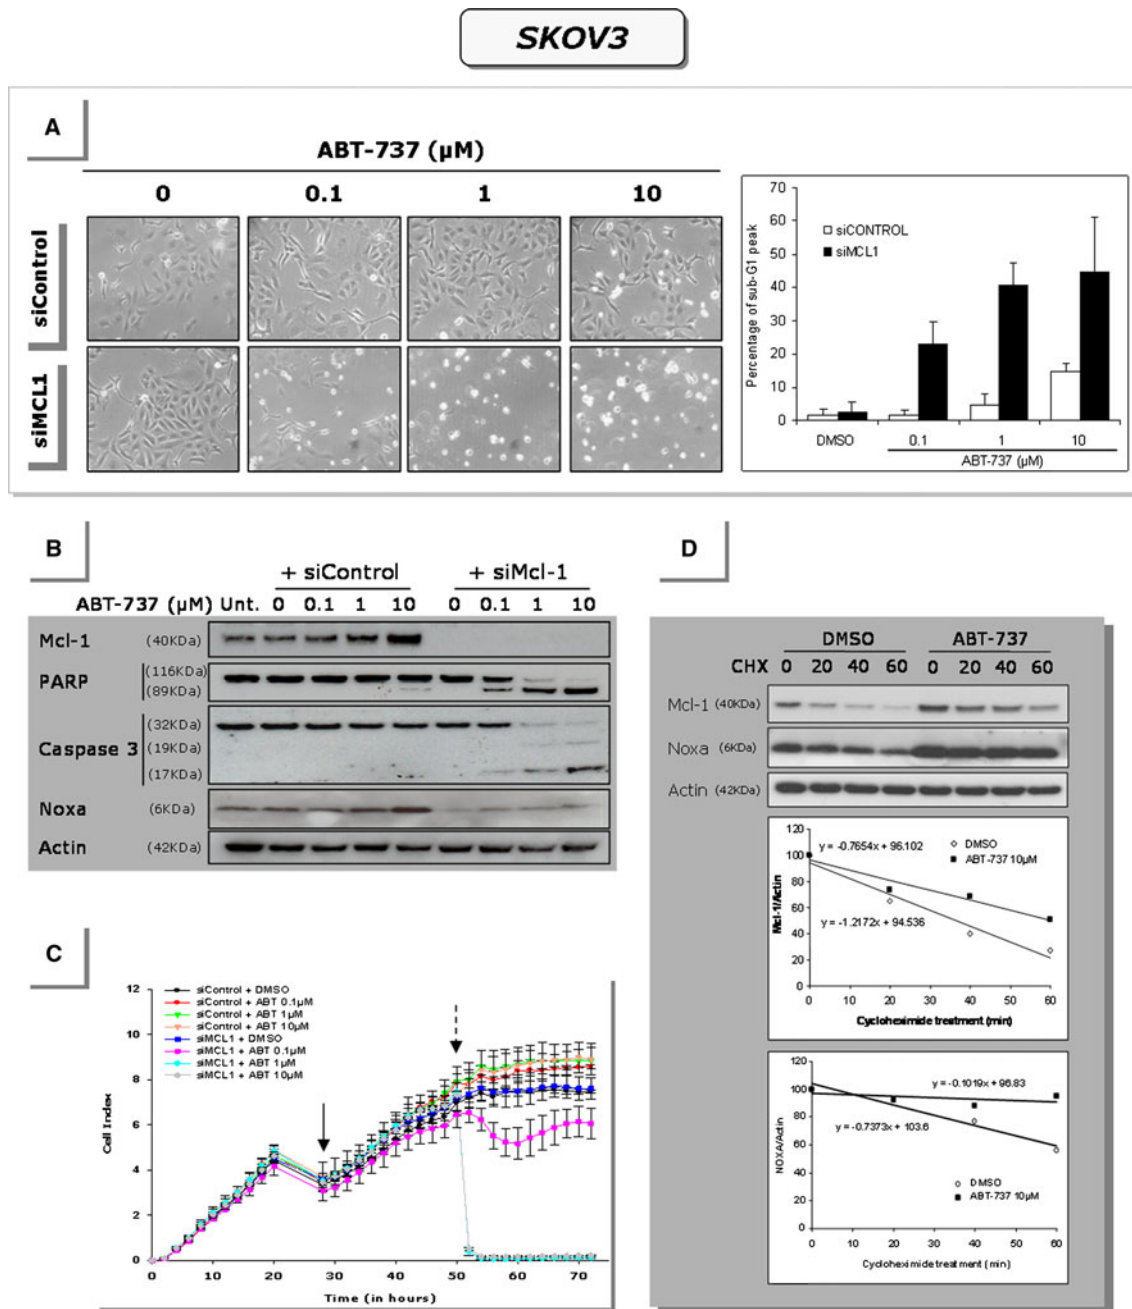 SKOV3
A
ABT-737 (µM)
0 0.1 1 10
siControl
siMCL1
Percentage of sub-G1 peak
70
60
50
40
30
20
10
0
siCONTROL
siMCL1
DMSO 0.1 1 10
ABT-737 (µM)
B
+ siControl + siMcl-1
ABT-737 (µM) Unt. 0 0.1 1 10 0 0.1 1 10
Mcl-1 (40KDa)
PARP (116KDa)
(89KDa)
Caspase 3 (32KDa)
(19KDa)
(17KDa)
Noxa (6KDa)
Actin (42KDa)
C
Cell Index
12
10
8
6
4
2
0
siControl + DMSO
siControl + ABT 0.1µM
siControl + ABT 1µM
siControl + ABT 10µM
siMCL1 + DMSO
siMCL1 + ABT 0.1µM
siMCL1 + ABT 1µM
siMCL1 + ABT 10µM
0 10 20 30 40 50 60 70
Time (in hours)
D
DMSO ABT-737
CHX 0 20 40 60 0 20 40 60
Mcl-1 (40KDa)
Noxa (6KDa)
Actin (42KDa)
Mcl-1/Actin
120
100
80
60
40
20
0
y = -0.7654x + 96.102
DMSO
ABT-737 10µM
y = -1.2172x + 94.536
0 10 20 30 40 50 60
Cycloheximide treatment (min)
NOXA/Actin
120
100
80
60
40
20
0
y = -0.1019x + 96.83
y = -0.7373x + 103.6
DMSO
ABT-737 10µM
0 10 20 30 40 50 60
Cycloheximide treatment (min)